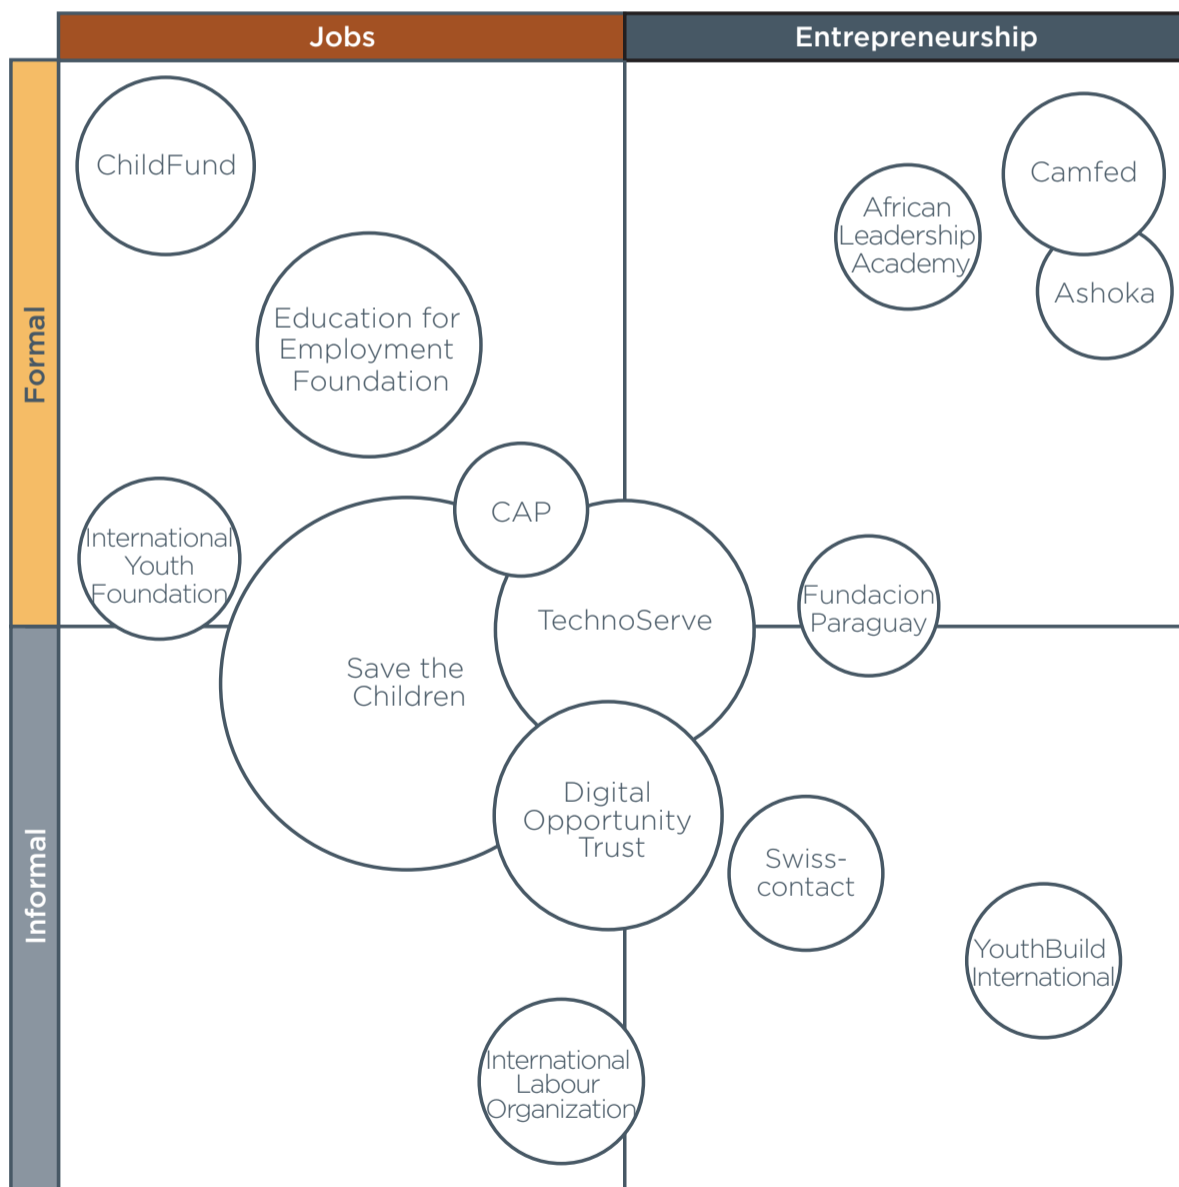 Jobs
Entrepreneurship
Formal
Informal
ChildFund
Camfed
African
Leadership
Academy
Ashoka
Education for
Employment
Foundation
CAP
International
Youth
Foundation
TechnoServe
Fundacion
Paraguay
Save the
Children
Digital
Opportunity
Trust
Swiss-
contact
YouthBuild
International
International
Labour
Organization